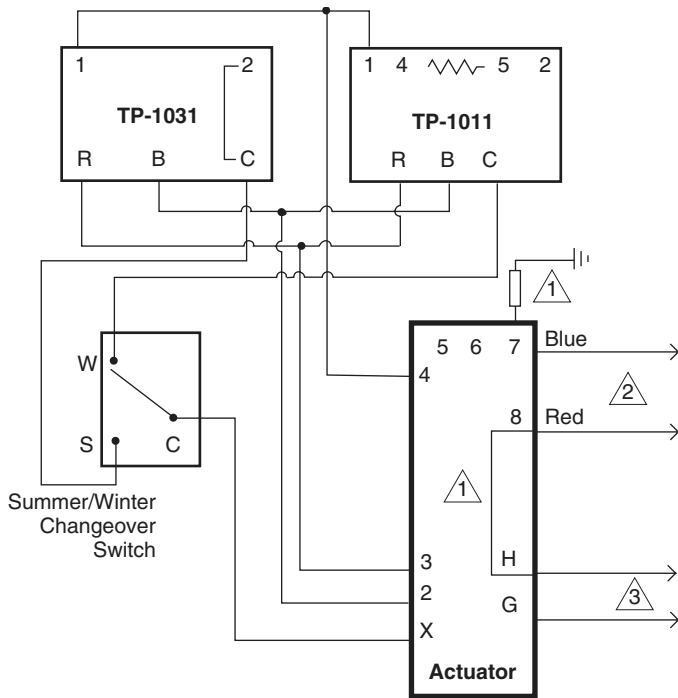 1 2
TP-1031
R B C
1 4 5 2
TP-1011
R B C
1
5 6 7
Blue
4
2
W
8
Red
S C
1
Summer/Winter
Changeover
Switch
3
H
2
3
G
X
Actuator